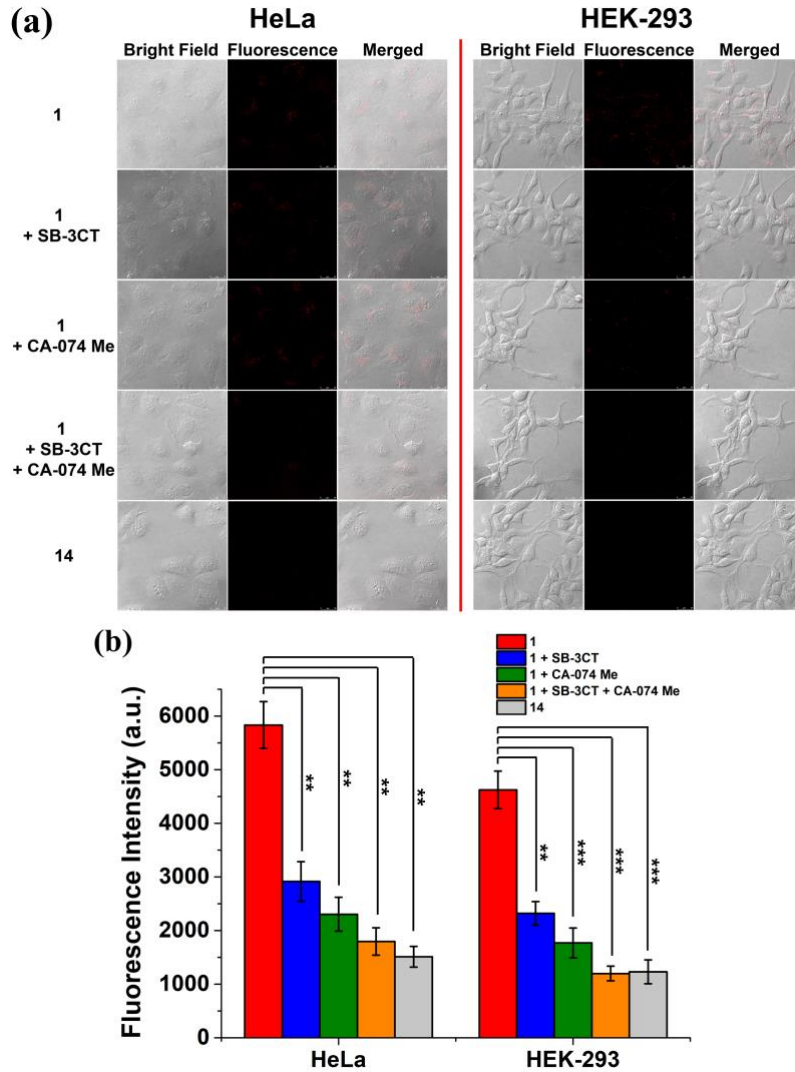 (a)
HeLa
HEK-293
Bright Field Fluorescence Merged
Bright Field Fluorescence Merged
1
1
+ SB-3CT
1
+ CA-074 Me
1
+ SB-3CT
+ CA-074 Me
14
(b)
1
1 + SB-3CT
1 + CA-074 Me
1 + SB-3CT + CA-074 Me
14
Fluorescence Intensity (a.u.)
6000
5000
4000
3000
2000
1000
0
**
**
**
**
**
***
***
***
HeLa
HEK-293